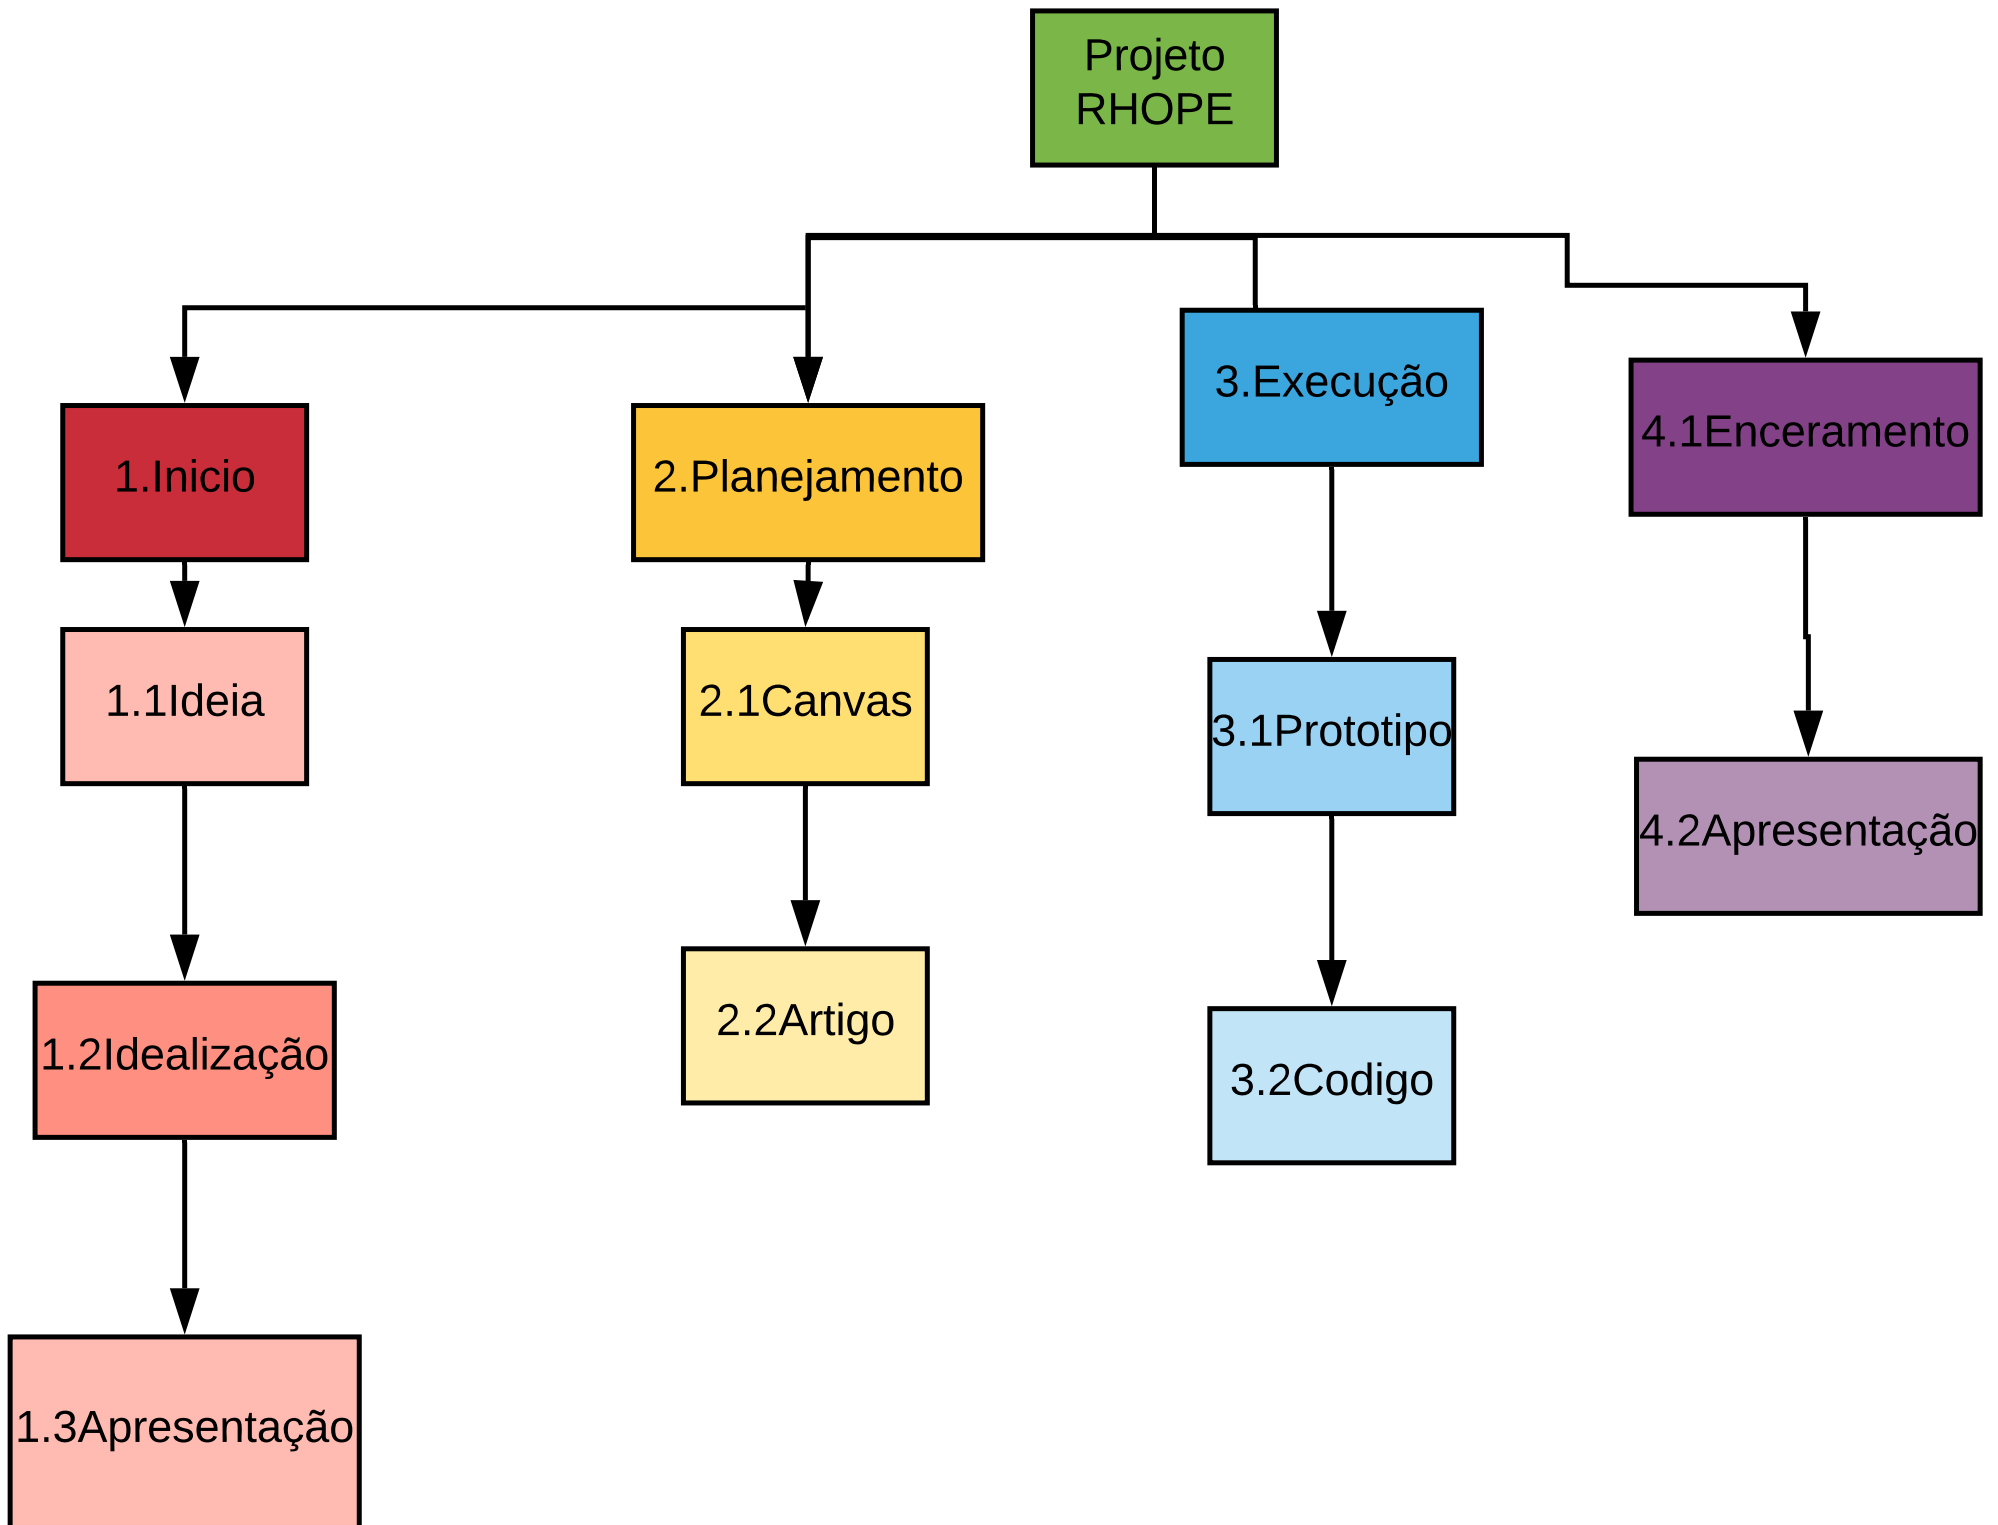 Projeto
RHOPE
1.Inicio
2.Planejamento
3.Execução
4.1Enceramento
1.1Ideia
2.1Canvas
3.1Prototipo
4.2Apresentação
1.2Idealização
2.2Artigo
3.2Codigo
1.3Apresentação